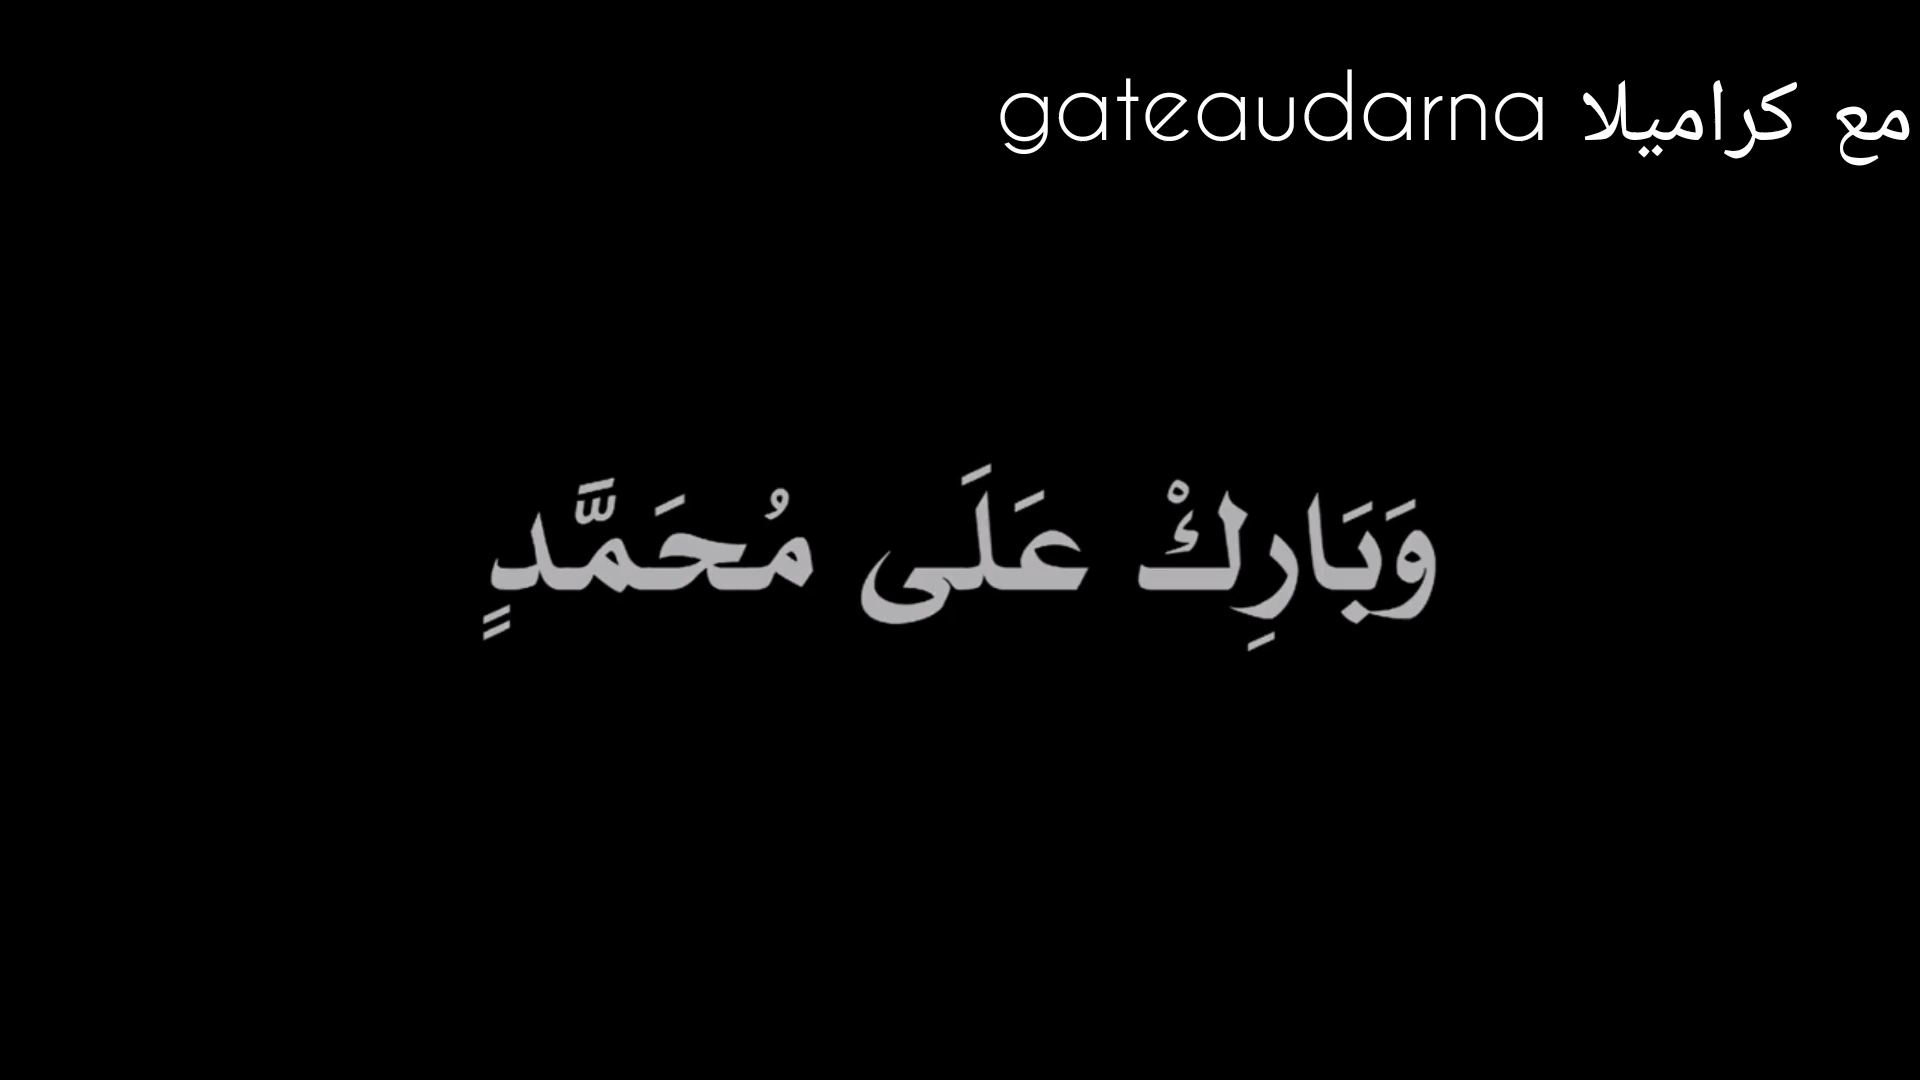 مع كراميلا gateaudarna
وَبَارِكْ عَلَى مُحَمَّدٍ